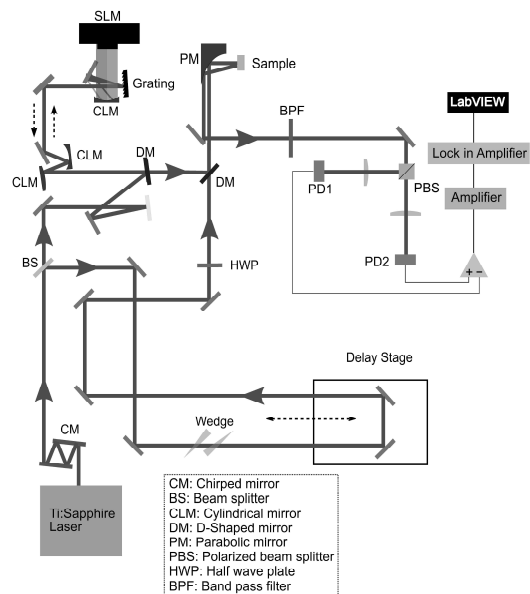 SLM
PM
Sample
Grating
CLM
BPF
LabVIEW
DM
CLM
CLM
DM
PD1
PBS
Lock in Amplifier
Amplifier
BS
HWP
PD2
+ -
Delay Stage
Wedge
CM
Ti:Sapphire
Laser
CM: Chirped mirror
BS: Beam splitter
CLM: Cylindrical mirror
DM: D-Shaped mirror
PM: Parabolic mirror
PBS: Polarized beam splitter
HWP: Half wave plate
BPF: Band pass filter